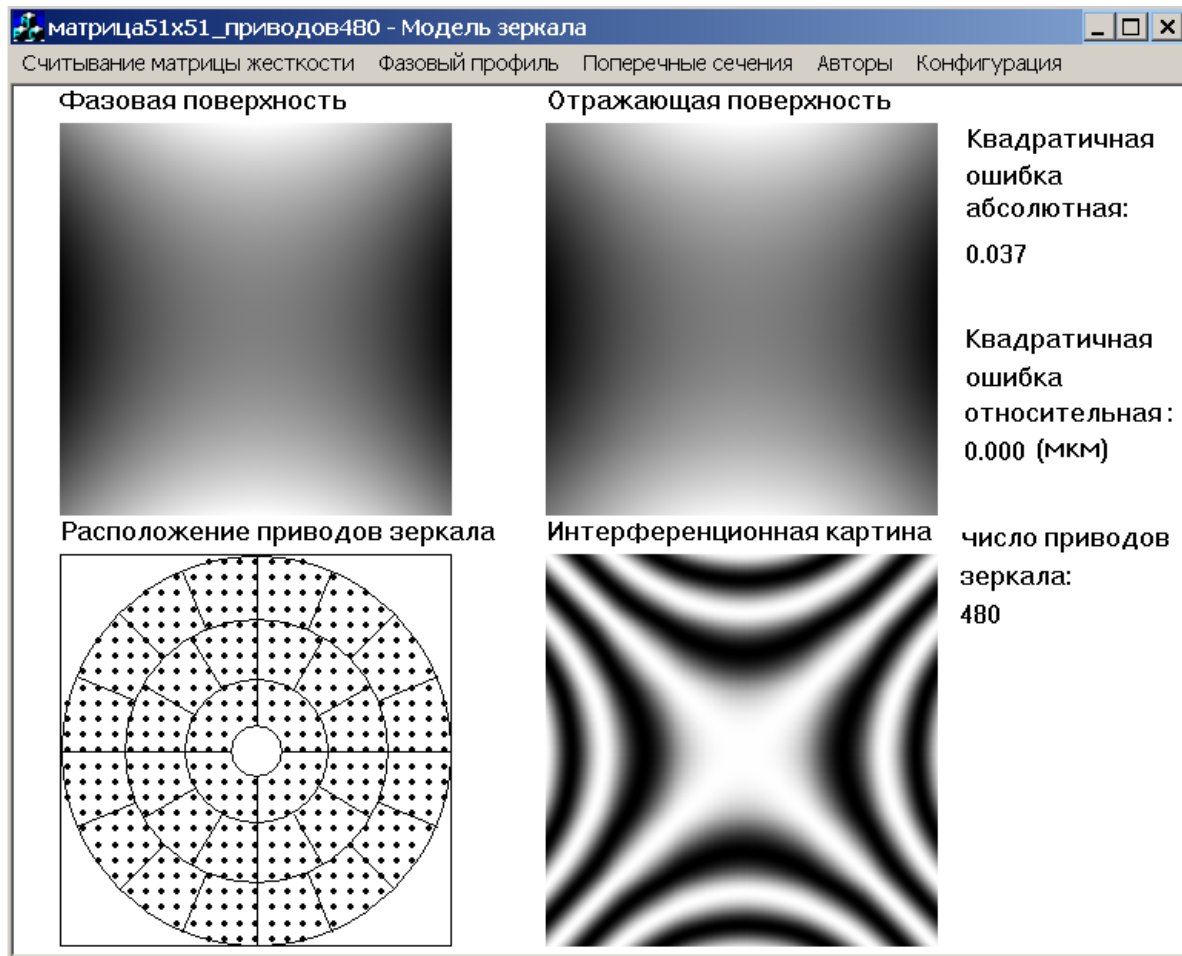 матрица51х51_приводов480 - Модель зеркала
Считывание матрицы жесткости Фазовый профиль Поперечные сечения Авторы Конфигурация
Фазовая поверхность
Отражающая поверхность
Квадратичная
ошибка
абсолютная:
0.037
Квадратичная
ошибка
относительная:
0.000 (мкм)
Расположение приводов зеркала
Интерференционная картина
число приводов
зеркала:
480